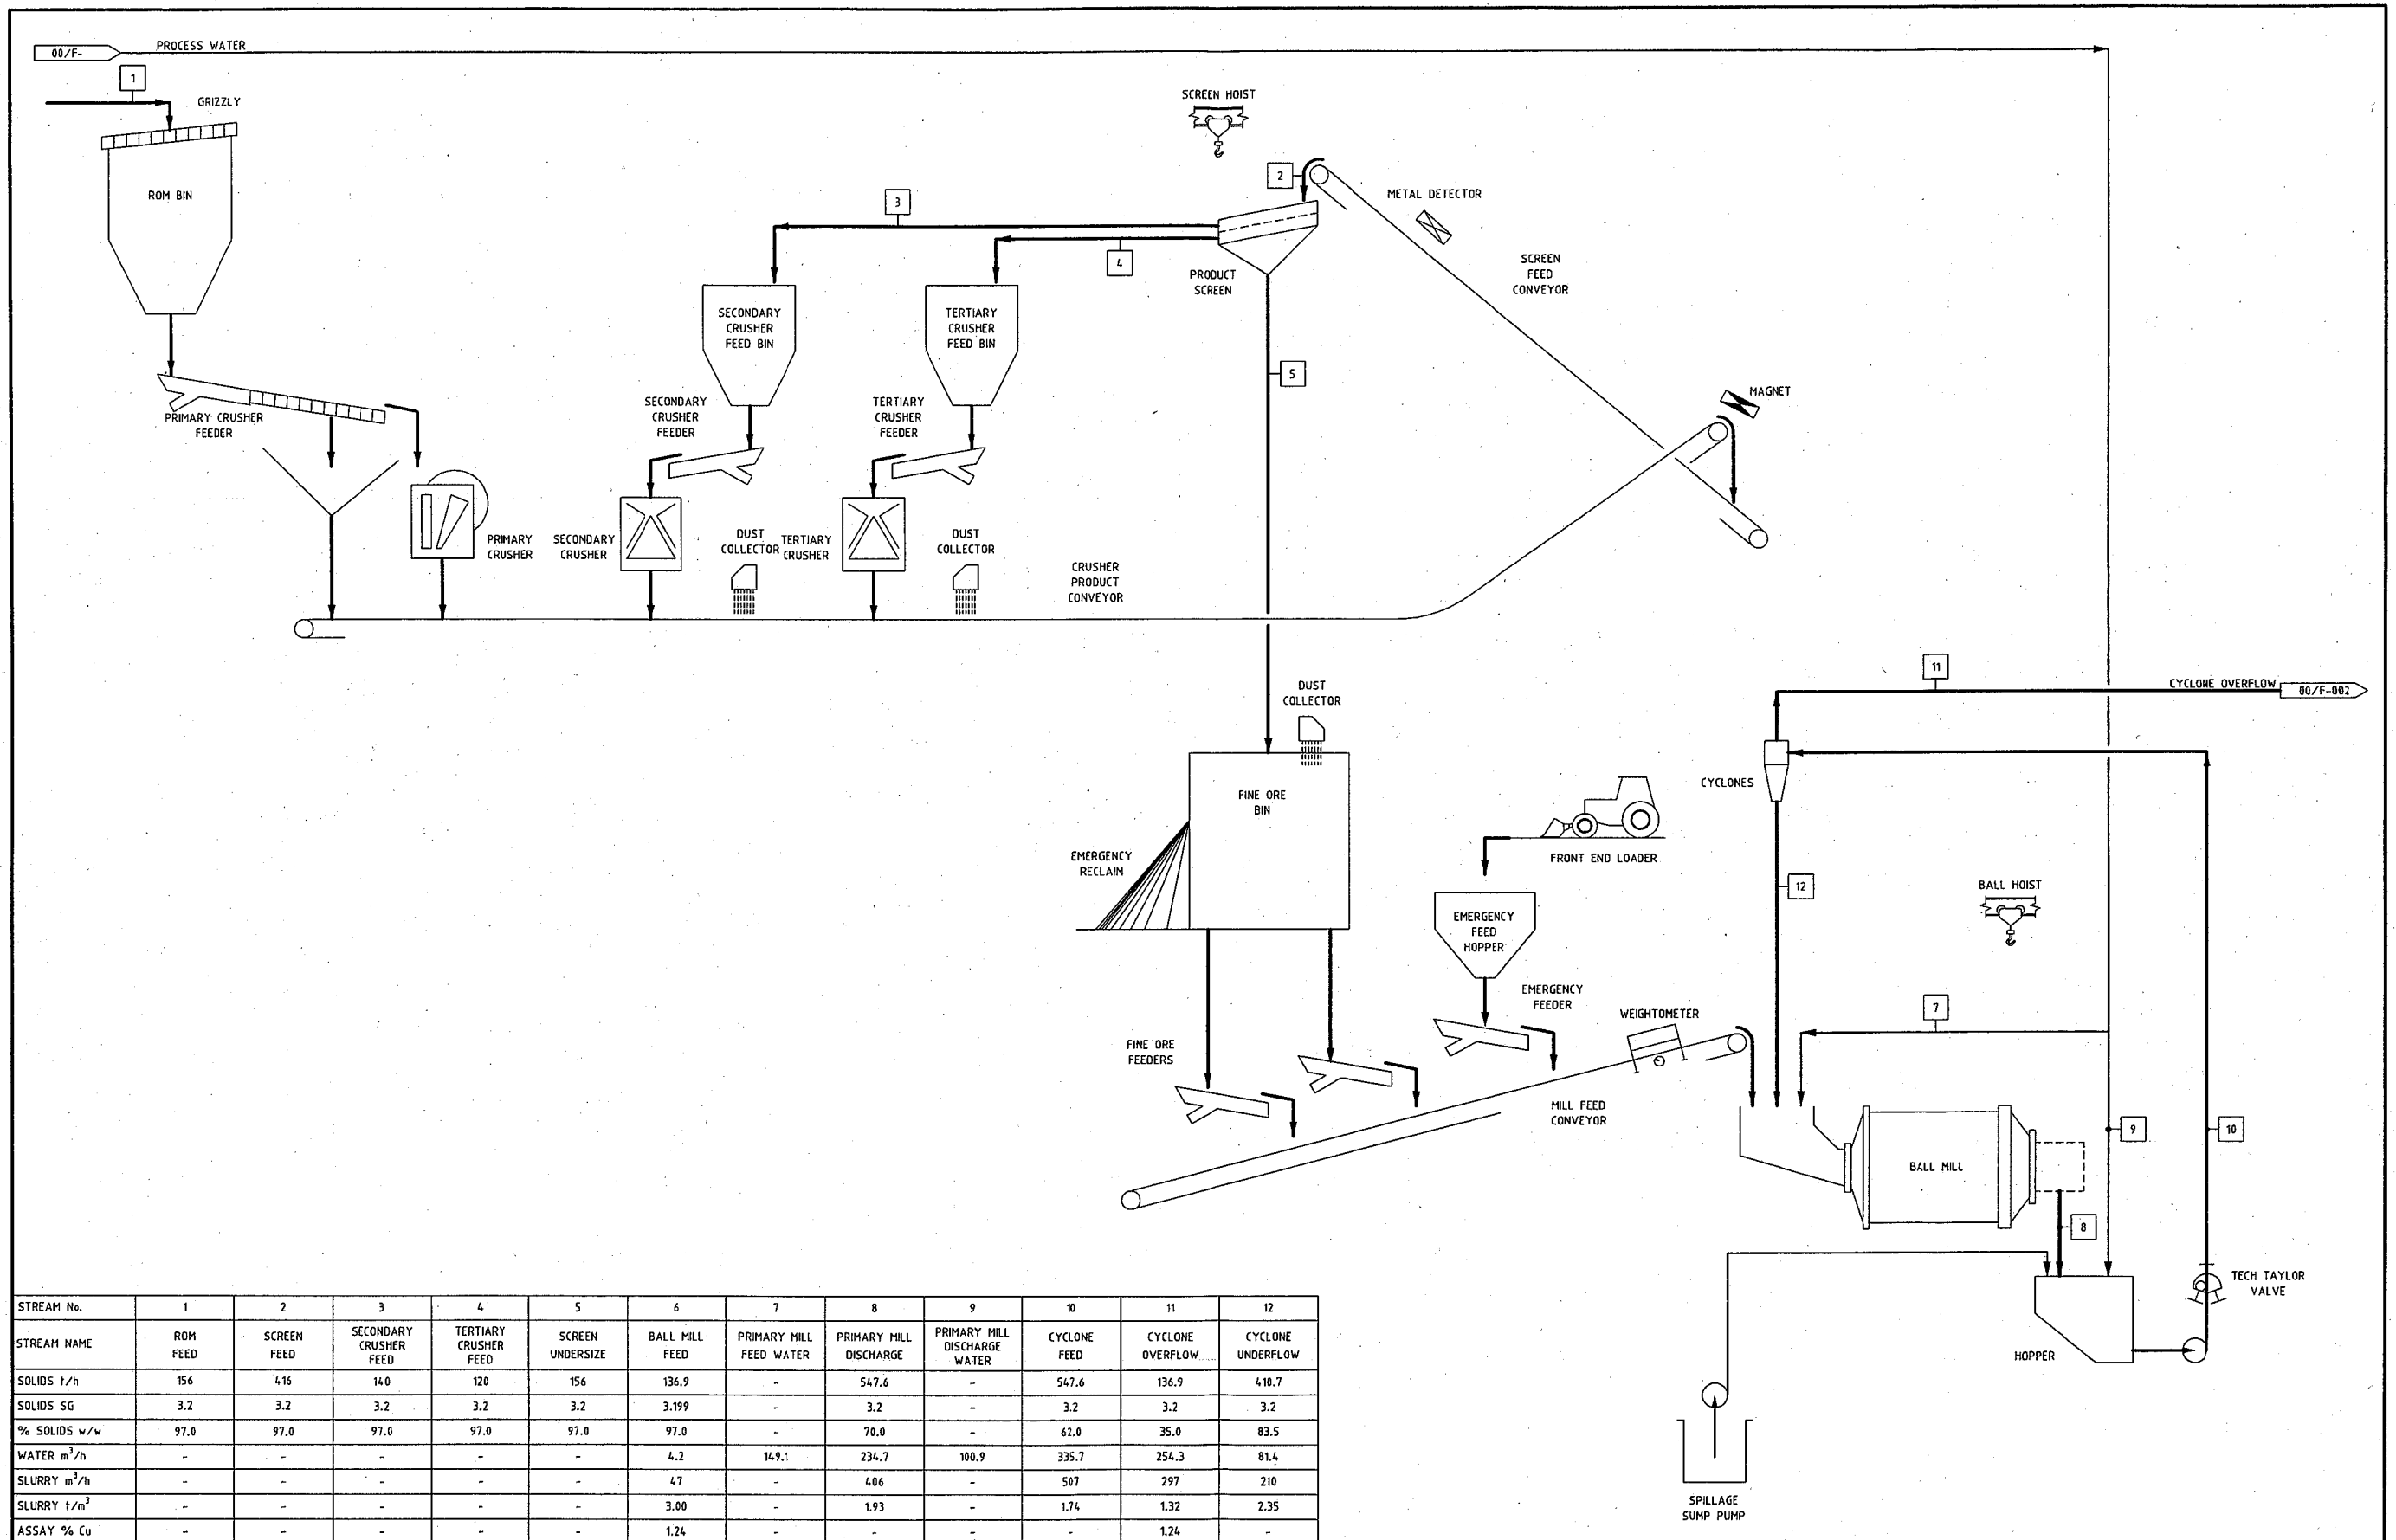 00/F-
PROCESS WATER
1
GRIZZLY
ROM BIN
SCREEN HOIST
2
METAL DETECTOR
3
4
PRODUCT
SCREEN
SCREEN
FEED
CONVEYOR
SECONDARY
CRUSHER
FEED BIN
TERTIARY
CRUSHER
FEED BIN
5
MAGNET
PRIMARY CRUSHER
FEEDER
SECONDARY
CRUSHER
FEEDER
TERTIARY
CRUSHER
FEEDER
PRIMARY
CRUSHER
SECONDARY
CRUSHER
DUST
COLLECTOR
TERTIARY
CRUSHER
DUST
COLLECTOR
CRUSHER
PRODUCT
CONVEYOR
11
CYCLONE OVERFLOW
00/F-002
DUST
COLLECTOR
CYCLONES
FINE ORE
BIN
EMERGENCY
RECLAIM
FRONT END LOADER
12
BALL HOIST
EMERGENCY
FEED
HOPPER
EMERGENCY
FEEDER
WEIGHTOMETER
7
FINE ORE
FEEDERS
MILL FEED
CONVEYOR
9
10
BALL MILL
8
TECH TAYLOR
VALVE
HOPPER
SPILLAGE
SUMP PUMP
STREAM No. 1 2 3 4 5 6 7 8 9 10 11 12
STREAM NAME ROM FEED SCREEN FEED SECONDARY CRUSHER FEED TERTIARY CRUSHER FEED SCREEN UNDERSIZE BALL MILL FEED PRIMARY MILL FEED WATER PRIMARY MILL DISCHARGE PRIMARY MILL DISCHARGE WATER CYCLONE FEED CYCLONE OVERFLOW CYCLONE UNDERFLOW
SOLIDS t/h 156 416 140 120 156 136.9 - 547.6 - 547.6 136.9 410.7
SOLIDS SG 3.2 3.2 3.2 3.2 3.2 3.199 - 3.2 - 3.2 3.2 3.2
% SOLIDS w/w 97.0 97.0 97.0 97.0 97.0 97.0 - 70.0 - 62.0 35.0 83.5
WATER m³/h - - - - - 4.2 149.1 234.7 100.9 335.7 254.3 81.4
SLURRY m³/h - - - - - 47 - 406 - 507 297 210
SLURRY t/m³ - - - - - 3.00 - 1.93 - 1.74 1.32 2.35
ASSAY % Cu - - - - - 1.24 - - - - 1.24 -